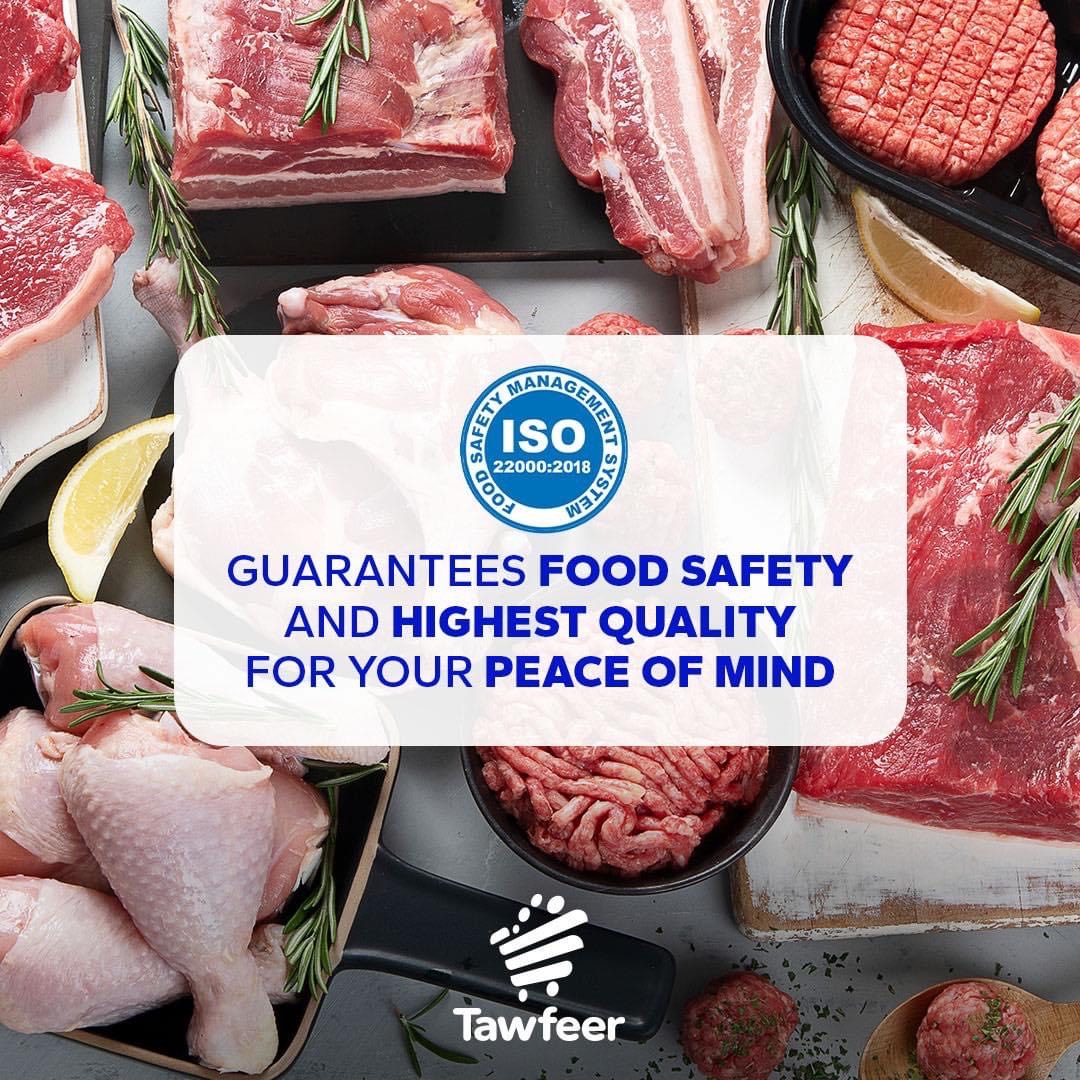 FOOD SAFETY MANAGEMENT SYSTEM
ISO
22000:2018
GUARANTEES FOOD SAFETY
AND HIGHEST QUALITY
FOR YOUR PEACE OF MIND
Tawfeer